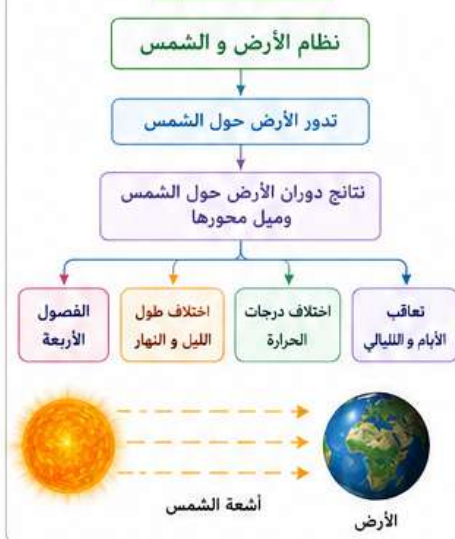 نظام الأرض و الشمس
تدور الأرض حول الشمس
نتائج دوران الأرض حول الشمس
وميل محورها
تعاقب
الأيام و الليالي
اختلاف درجات
الحرارة
اختلاف طول
الليل و النهار
الفصول
الأربعة
أشعة الشمس
الأرض